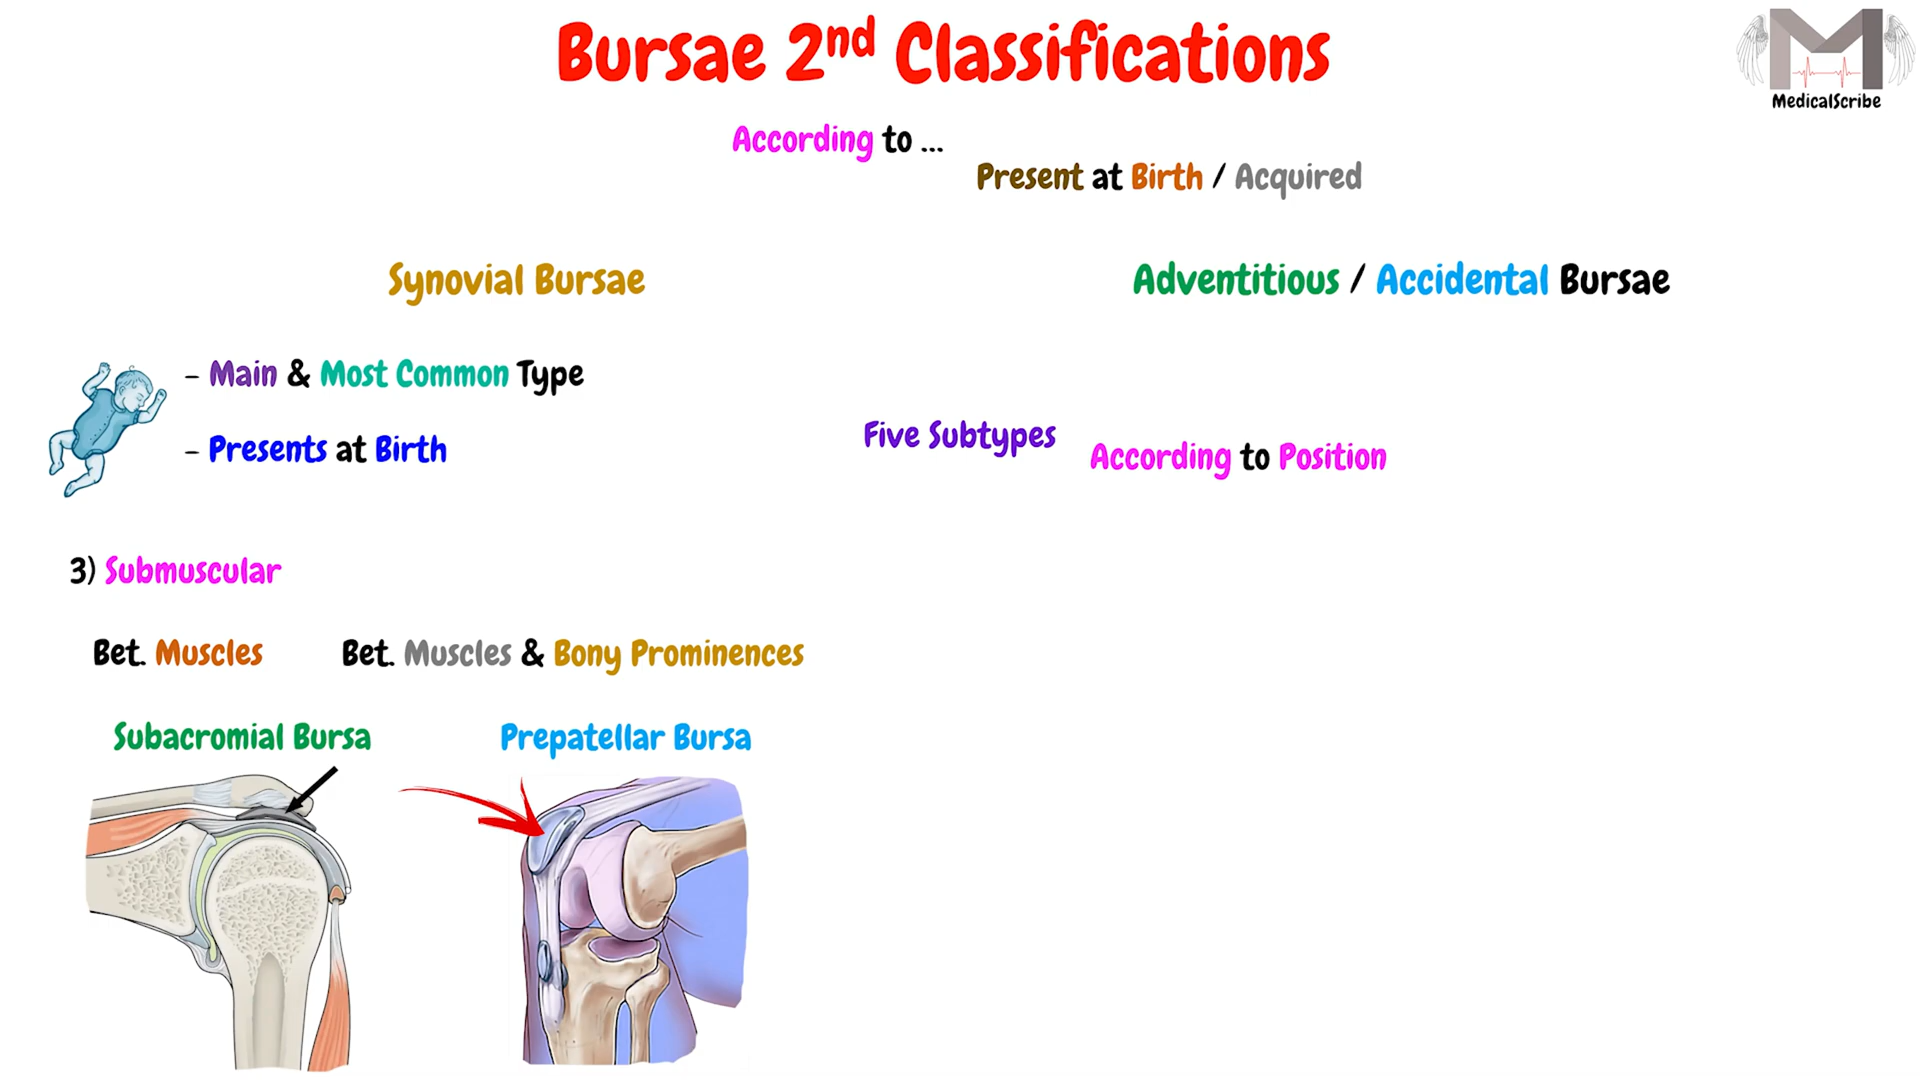 Bursae 2nd Classifications
MedicalScribe
According to ...
Present at Birth / Acquired
Synovial Bursae
Adventitious / Accidental Bursae
- Main & Most Common Type
- Presents at Birth
Five Subtypes
According to Position
3) Submuscular
Bet. Muscles
Bet. Muscles & Bony Prominences
Subacromial Bursa
Prepatellar Bursa